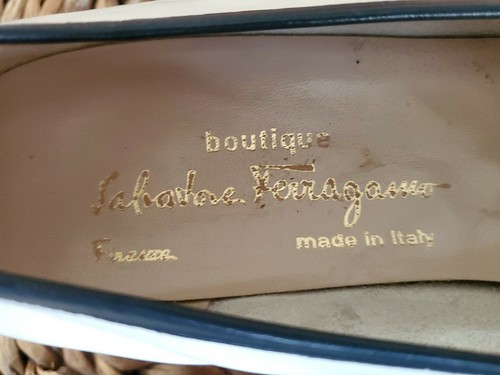 boutique
Salvatore Ferragamo
Firenze made in Italy